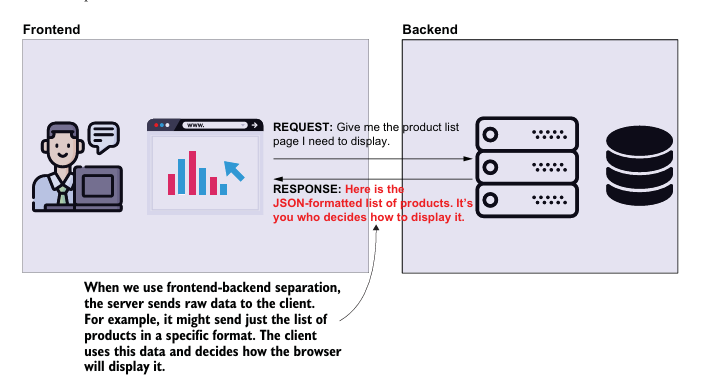 Frontend
Backend
www.
REQUEST: Give me the product list
page I need to display.
RESPONSE: Here is the
JSON-formatted list of products. It's
you who decides how to display it.
When we use frontend-backend separation,
the server sends raw data to the client.
For example, it might send just the list of
products in a specific format. The client
uses this data and decides how the browser
will display it.